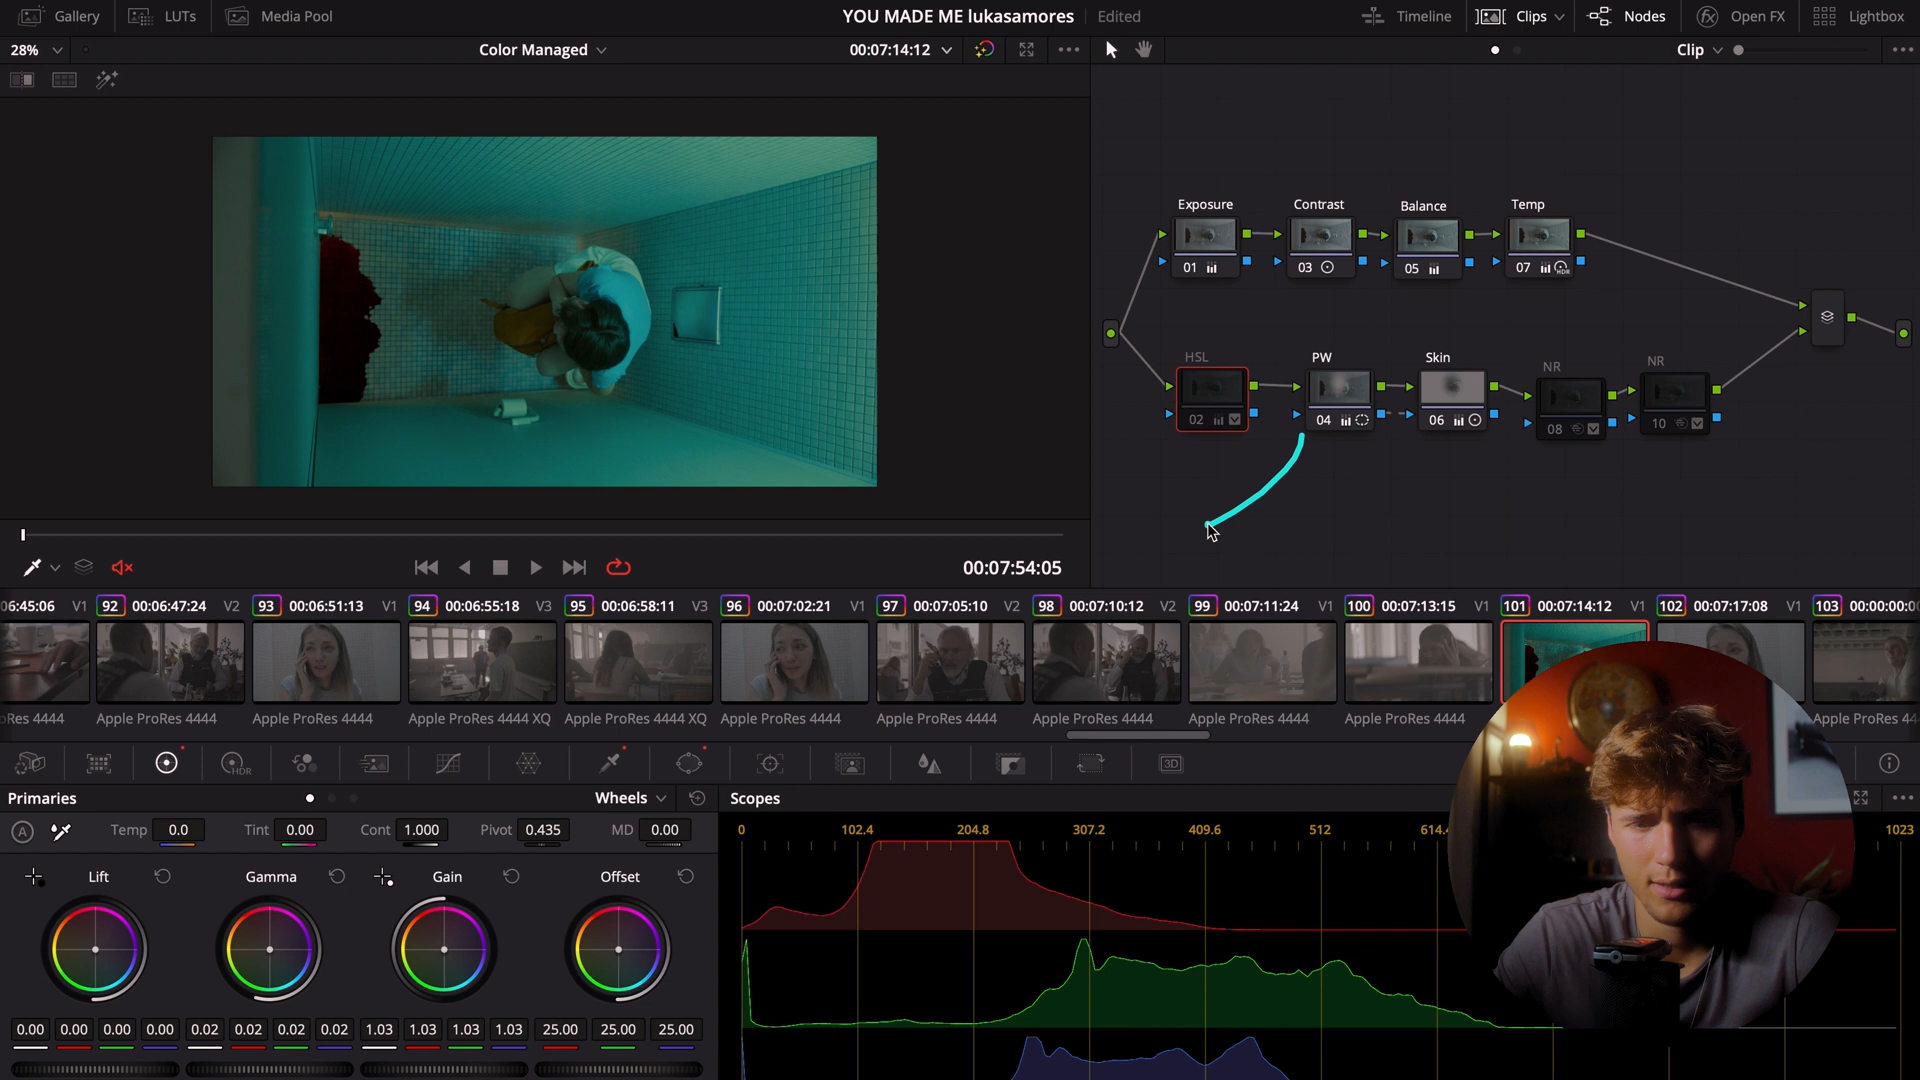 Gallery LUTs Media Pool YOU MADE ME lukasamores Edited Timeline Clips Nodes Open FX Lightbox
28% Color Managed 00:07:14:12 Clip
Exposure Contrast Balance Temp
01 03 05 07 HDR
HSL PW Skin NR NR
02 04 06 08 10
00:07:54:05
6:45:06 V1 92 00:06:47:24 V2 93 00:06:51:13 V1 94 00:06:55:18 V3 95 00:06:58:11 V3 96 00:07:02:21 V1 97 00:07:05:10 V2 98 00:07:10:12 V2 99 00:07:11:24 V1 100 00:07:13:15 V1 101 00:07:14:12 V1 102 00:07:17:08 V1 103 00:00:00:0
Res 4444 Apple ProRes 4444 Apple ProRes 4444 Apple ProRes 4444 XQ Apple ProRes 4444 XQ Apple ProRes 4444 Apple ProRes 4444 Apple ProRes 4444 Apple ProRes 4444 Apple ProRes 4444 Apple ProRes 4444
HDR 3D
Primaries Wheels Scopes
A Temp 0.0 Tint 0.00 Cont 1.000 Pivot 0.435 MD 0.00
0 102.4 204.8 307.2 409.6 512 614.4 1023
Lift Gamma Gain Offset
0.00 0.00 0.00 0.00 0.02 0.02 0.02 0.02 1.03 1.03 1.03 1.03 25.00 25.00 25.00